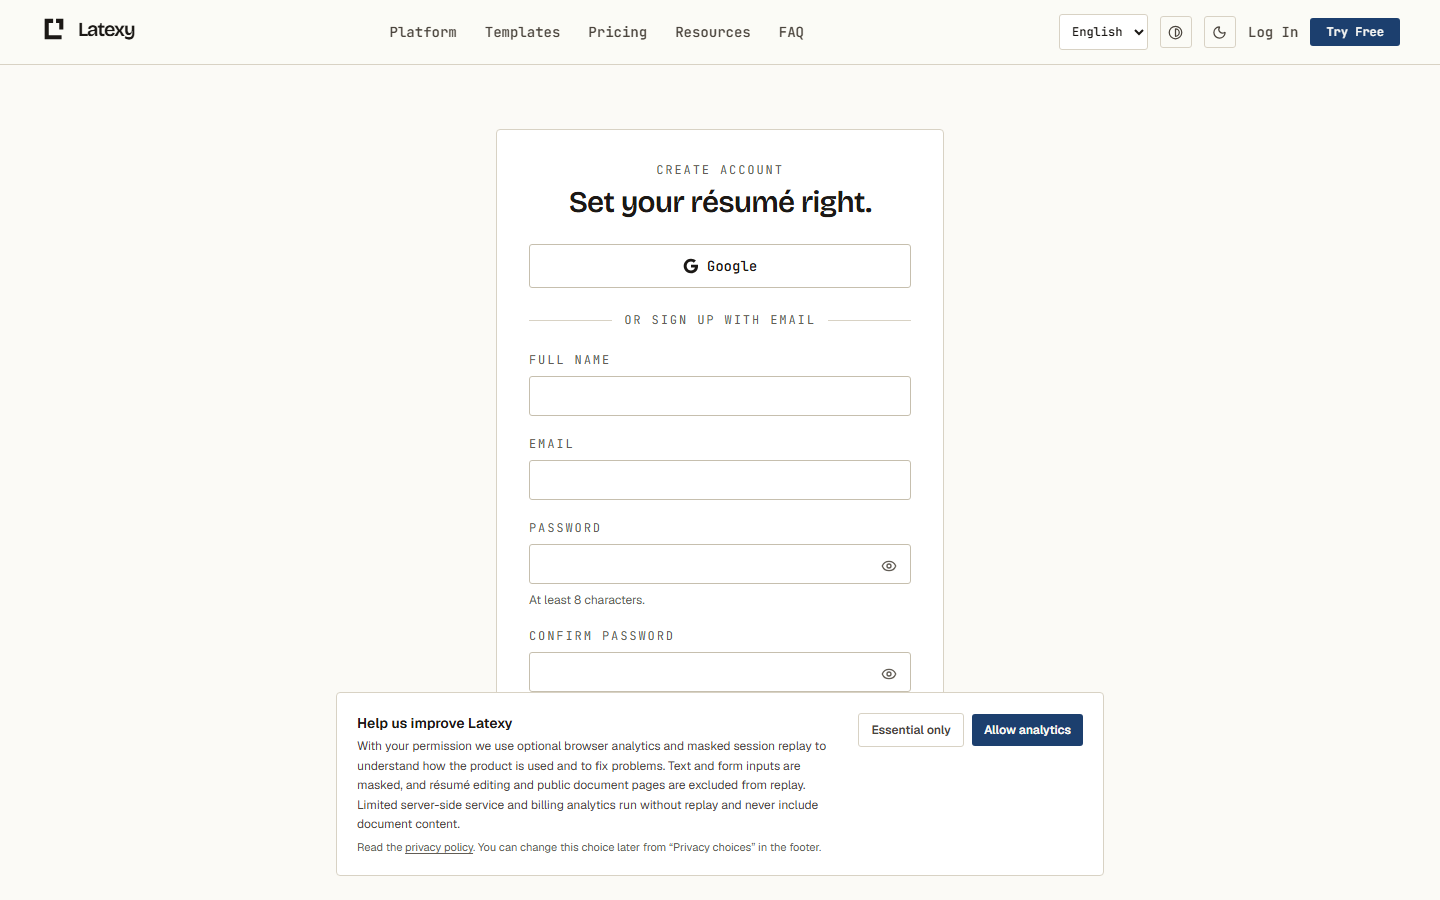 Latexy
Platform Templates Pricing Resources FAQ
English
Log In
Try Free
CREATE ACCOUNT
Set your résumé right.
Google
OR SIGN UP WITH EMAIL
FULL NAME
EMAIL
PASSWORD
At least 8 characters.
CONFIRM PASSWORD
Help us improve Latexy
With your permission we use optional browser analytics and masked session replay to
understand how the product is used and to fix problems. Text and form inputs are
masked, and résumé editing and public document pages are excluded from replay.
Limited server-side service and billing analytics run without replay and never include
document content.
Read the privacy policy. You can change this choice later from “Privacy choices” in the footer.
Essential only
Allow analytics